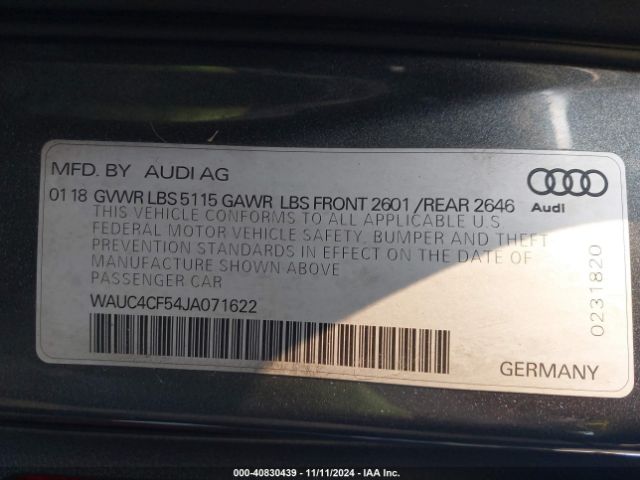 MFD. BY AUDI AG
01 18 GVWR LBS 5115 GAWR LBS FRONT 2601 /REAR 2646
THIS VEHICLE CONFORMS TO ALL APPLICABLE U.S
FEDERAL MOTOR VEHICLE SAFETY, BUMPER AND THEFT
PREVENTION STANDARDS IN EFFECT ON THE DATE OF
MANUFACTURE SHOWN ABOVE
PASSENGER CAR
WAUC4CF54JA071622
Audi
0231820
GERMANY
000-40830439 - 11/11/2024 - IAA Inc.